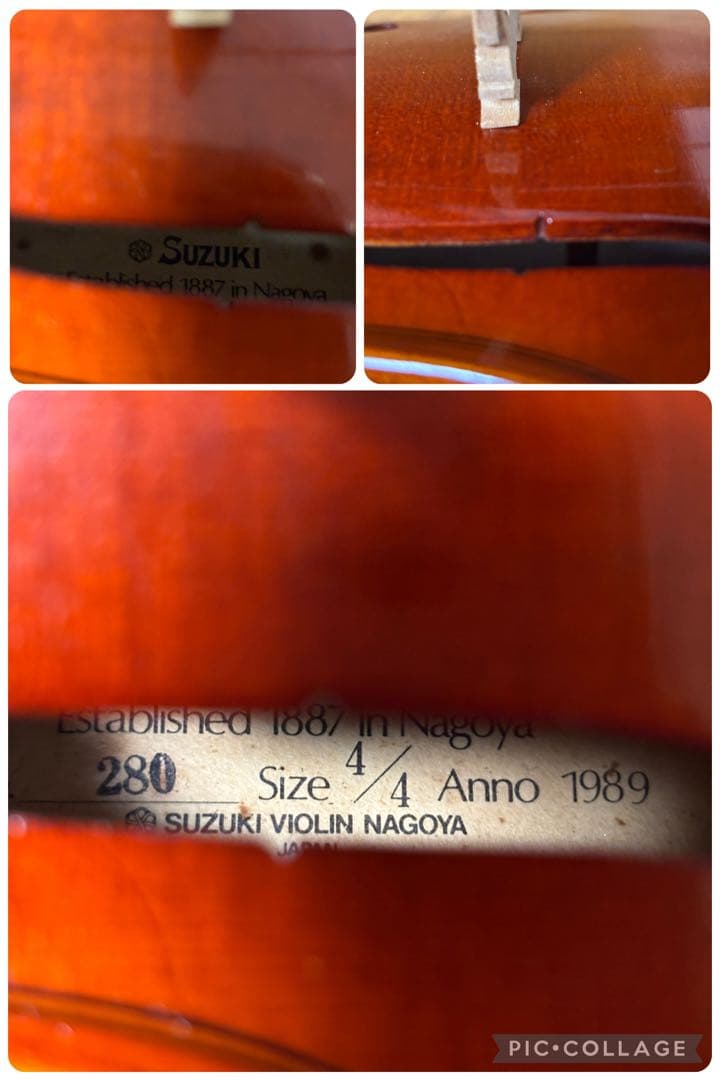 SUZUKI
Established 1887 in Nagoya
Established 1887 in Nagoya
280 Size 4/4 Anno 1989
SUZUKI VIOLIN NAGOYA
JAPAN
PIC•COLLAGE